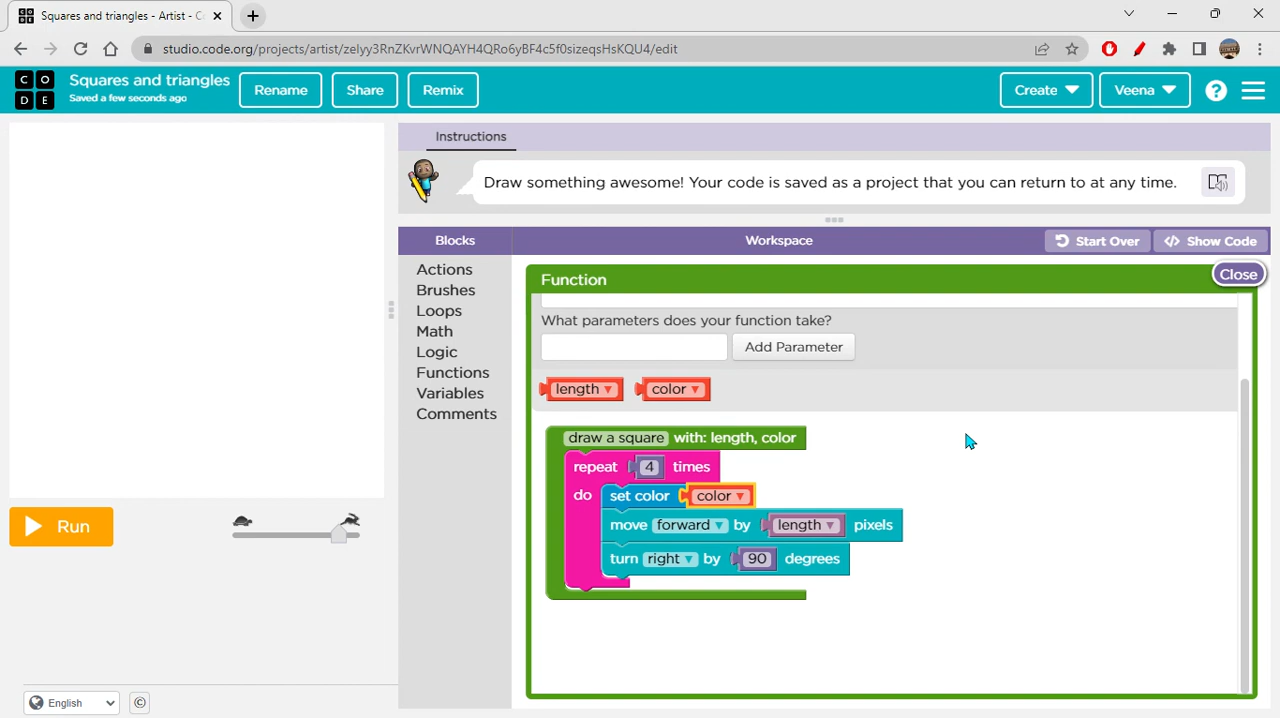 Squares and triangles - Artist - Co
studio.code.org/projects/artist/zelyy3RnZKvrWNQAYH4QRo6yBF4c5f0sizeqsHsKQU4/edit
C O D E
Squares and triangles
Saved a few seconds ago
Rename
Share
Remix
Create
Veena
?
Instructions
Draw something awesome! Your code is saved as a project that you can return to at any time.
Blocks
Workspace
Start Over
</> Show Code
Actions
Brushes
Loops
Math
Logic
Functions
Variables
Comments
Function
Close
What parameters does your function take?
Add Parameter
length
color
draw a square with: length, color
repeat 4 times
do set color color
move forward by length pixels
turn right by 90 degrees
Run
English
©